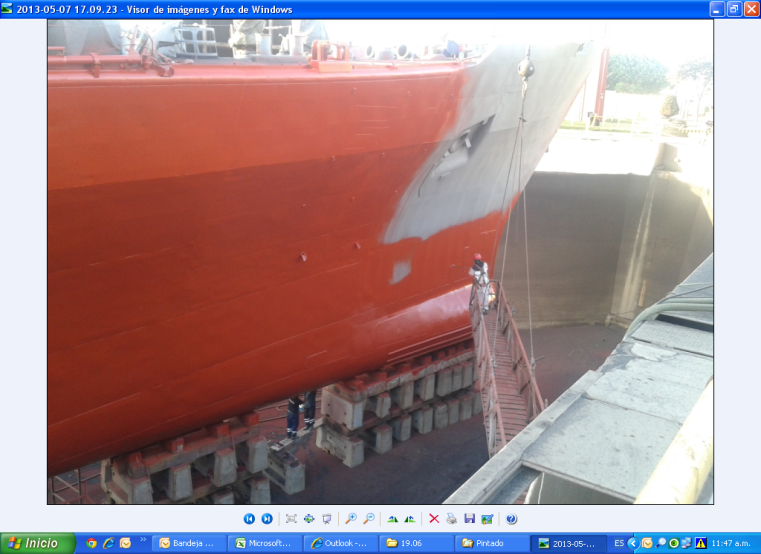 2013-05-07 17.09.23 - Visor de imágenes y fax de Windows
Inicio
Bandeja ...
Microsoft...
Outlook -...
19.06
Pintado
2013-05-...
ES
11:47 a.m.